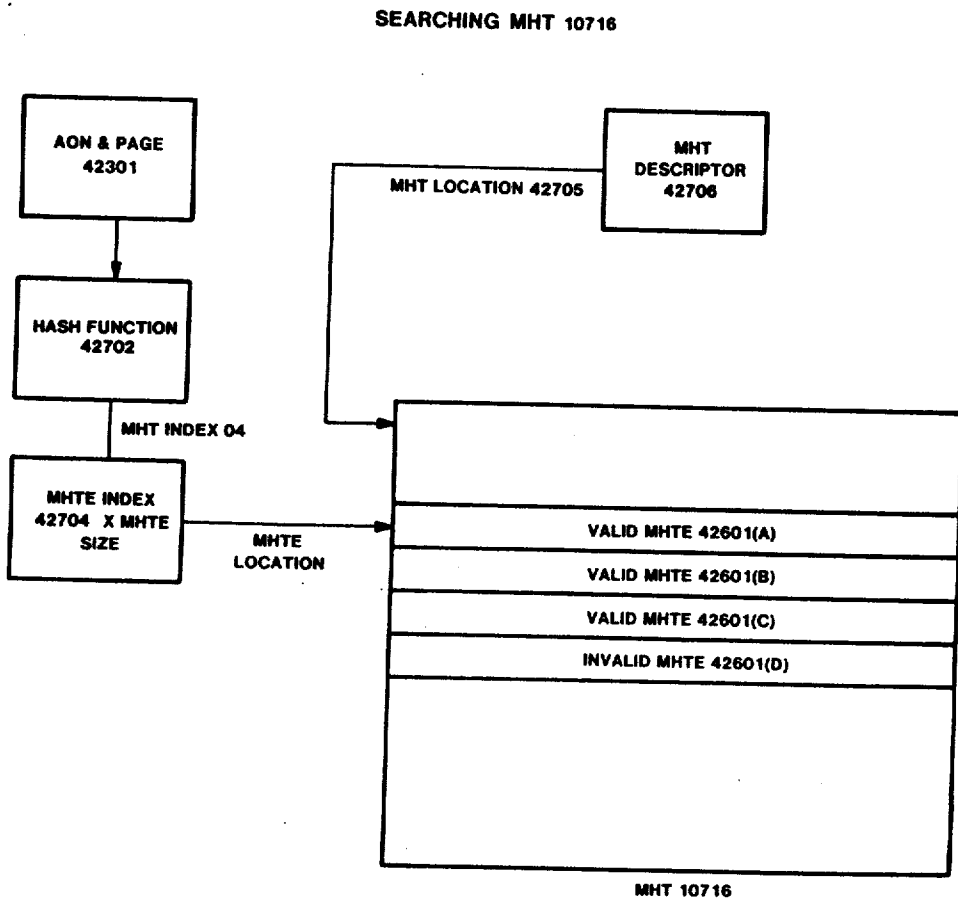 SEARCHING MHT 10716
AON & PAGE
42301
MHT
DESCRIPTOR
42706
MHT LOCATION 42705
HASH FUNCTION
42702
MHT INDEX 04
MHTE INDEX
42704 X MHTE
SIZE
MHTE
LOCATION
VALID MHTE 42601(A)
VALID MHTE 42601(B)
VALID MHTE 42601(C)
INVALID MHTE 42601(D)
MHT 10716